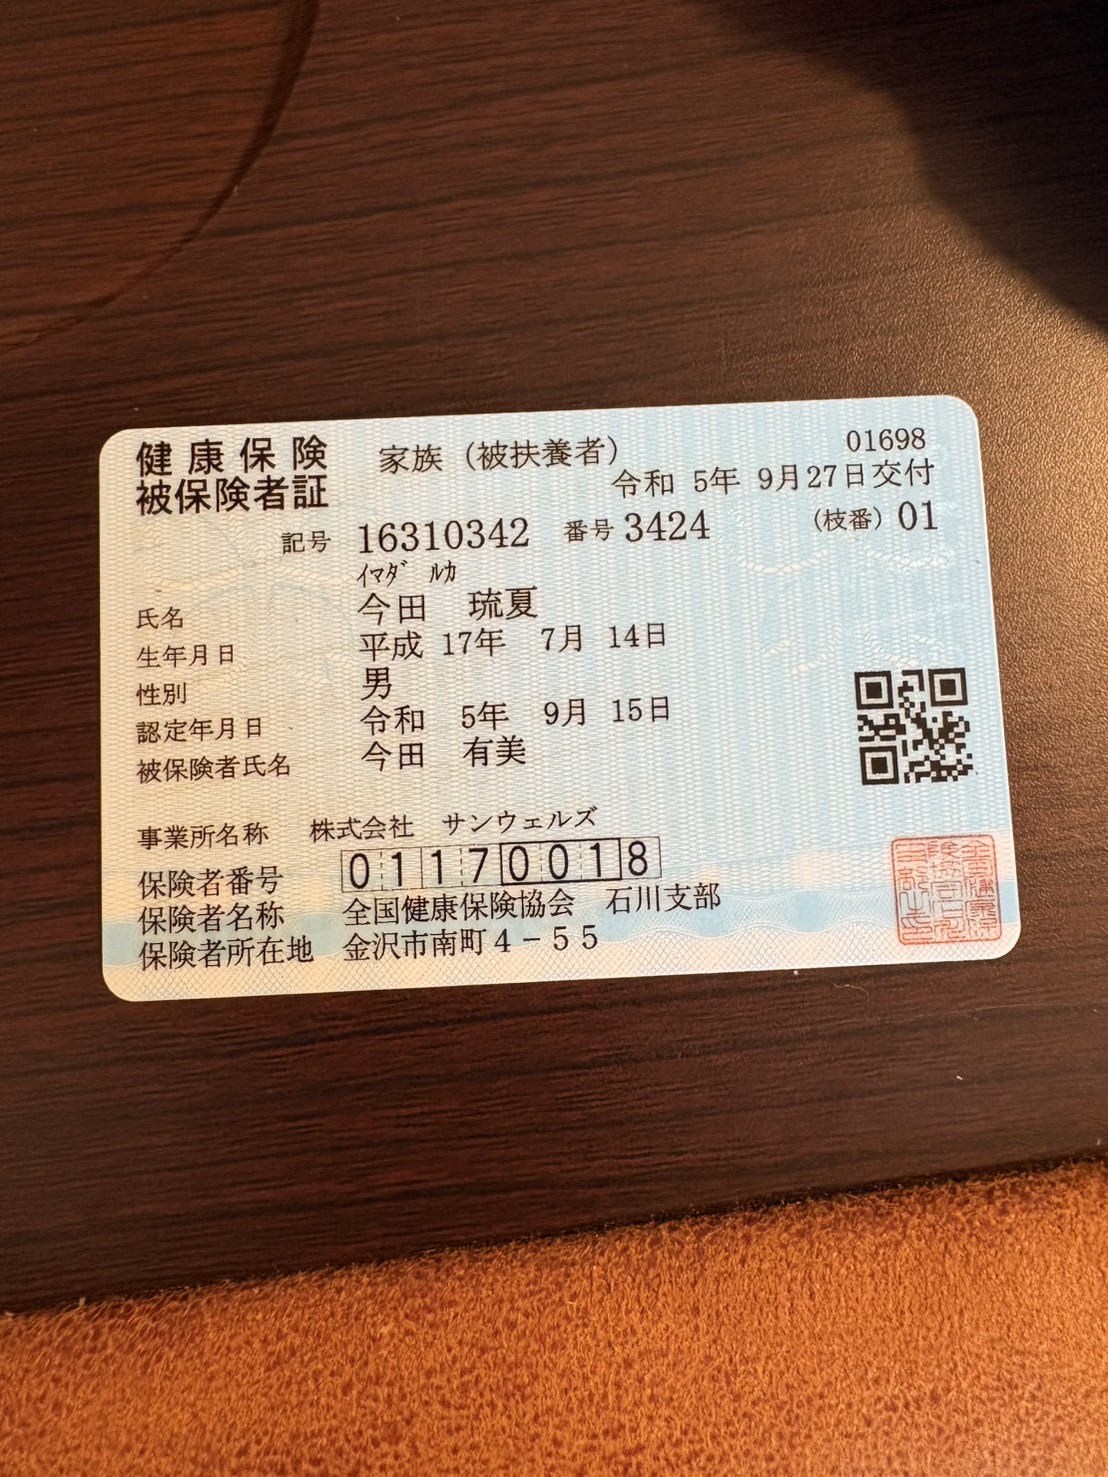 健康保険
被保険者証
家族（被扶養者）
01698
令和 5年 9月27日交付
記号 16310342 番号 3424 (枝番) 01
ｲﾏﾀﾞ ﾙｶ
氏名 今田 琉夏
生年月日 平成 17年 7月 14日
性別 男
認定年月日 令和 5年 9月 15日
被保険者氏名 今田 有美
事業所名称 株式会社 サンウェルズ
保険者番号 01170018
保険者名称 全国健康保険協会 石川支部
保険者所在地 金沢市南町４－５５